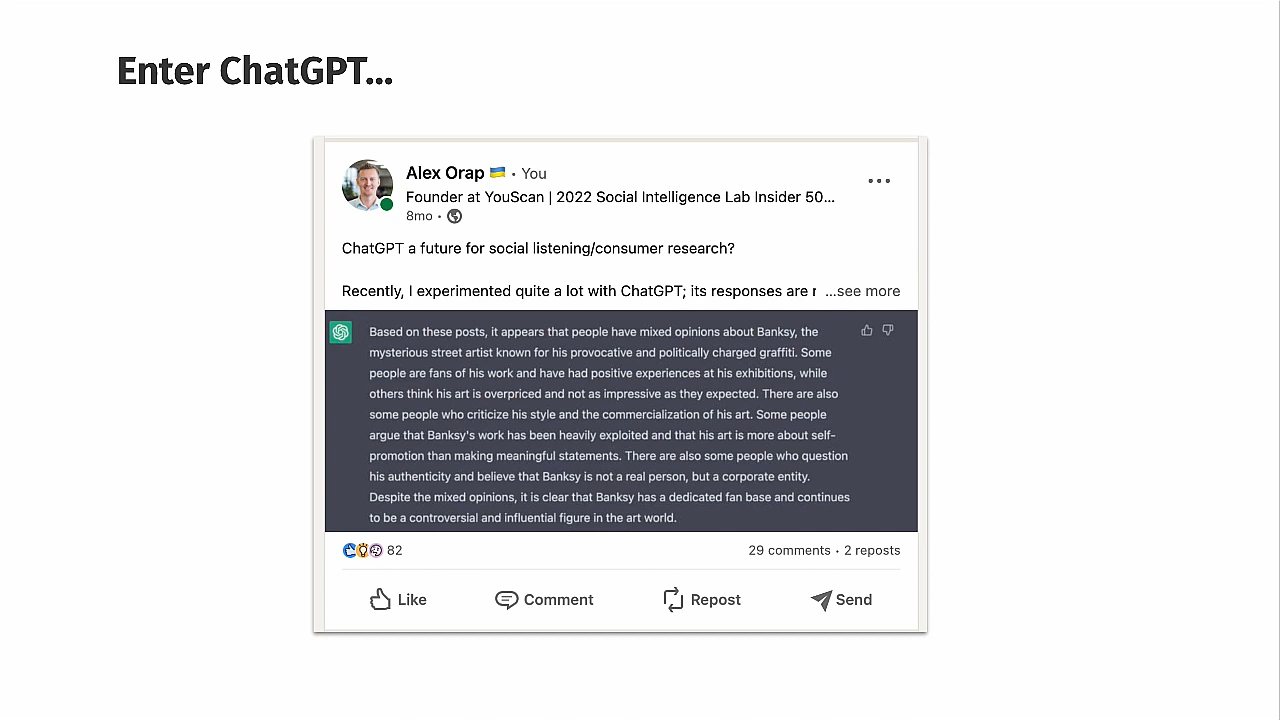 Enter ChatGPT...
Alex Orap 🇺🇦 • You
Founder at YouScan | 2022 Social Intelligence Lab Insider 50...
8mo •
ChatGPT a future for social listening/consumer research?
Recently, I experimented quite a lot with ChatGPT; its responses are r ...see more
Based on these posts, it appears that people have mixed opinions about Banksy, the
mysterious street artist known for his provocative and politically charged graffiti. Some
people are fans of his work and have had positive experiences at his exhibitions, while
others think his art is overpriced and not as impressive as they expected. There are also
some people who criticize his style and the commercialization of his art. Some people
argue that Banksy's work has been heavily exploited and that his art is more about self-
promotion than making meaningful statements. There are also some people who question
his authenticity and believe that Banksy is not a real person, but a corporate entity.
Despite the mixed opinions, it is clear that Banksy has a dedicated fan base and continues
to be a controversial and influential figure in the art world.
82
29 comments • 2 reposts
Like
Comment
Repost
Send